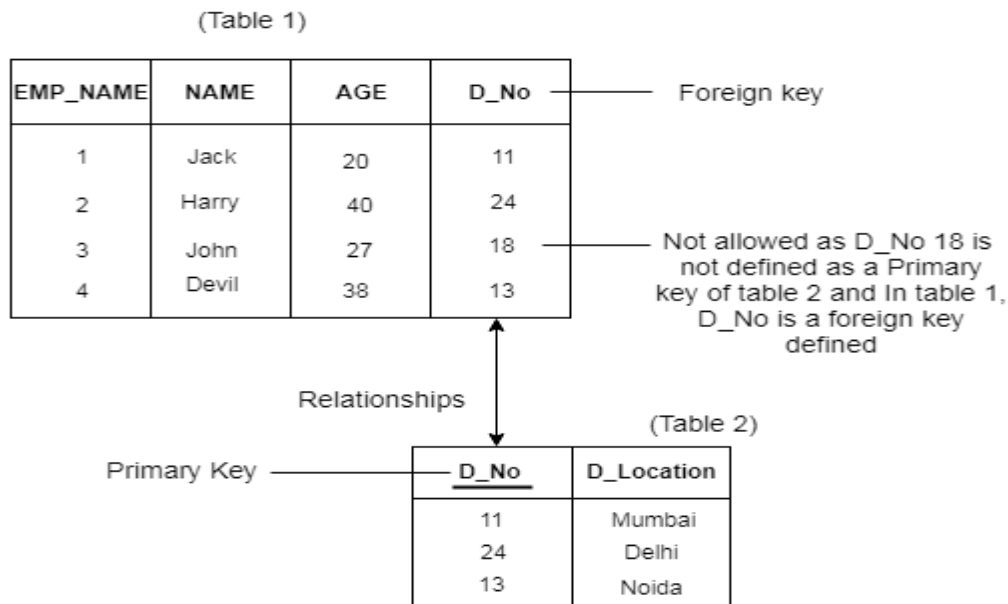 (Table 1)
EMP_NAME NAME AGE D_No Foreign key
1 Jack 20 11
2 Harry 40 24
3 John 27 18
4 Devil 38 13
Not allowed as D_No 18 is
not defined as a Primary
key of table 2 and In table 1,
D_No is a foreign key
defined
Relationships
(Table 2)
Primary Key D_No D_Location
11 Mumbai
24 Delhi
13 Noida